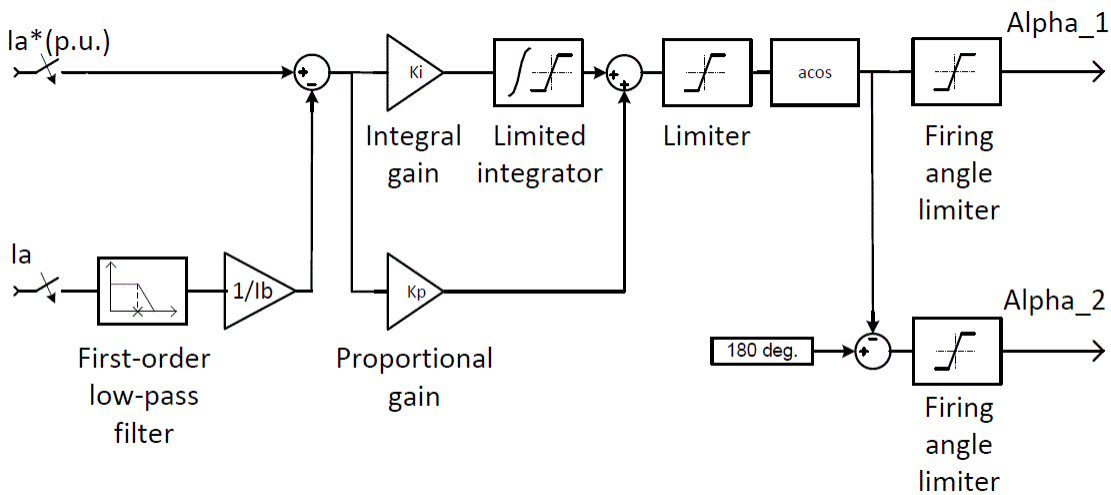 Ia*(p.u.)
Ki
Integral
gain
Limited
integrator
Limiter
acos
Alpha_1
Firing
angle
limiter
Ia
1/Ib
First-order
low-pass
filter
Kp
Proportional
gain
180 deg.
Alpha_2
Firing
angle
limiter